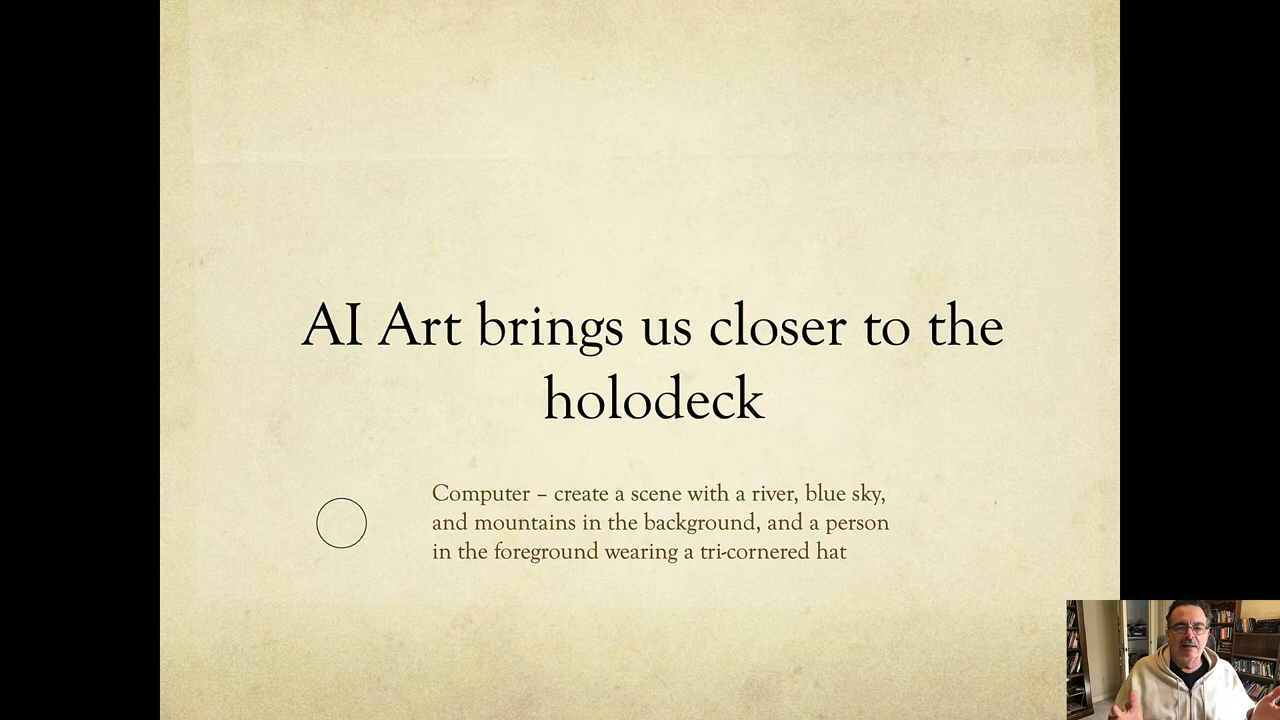 AI Art brings us closer to the
holodeck
Computer – create a scene with a river, blue sky,
and mountains in the background, and a person
in the foreground wearing a tri-cornered hat